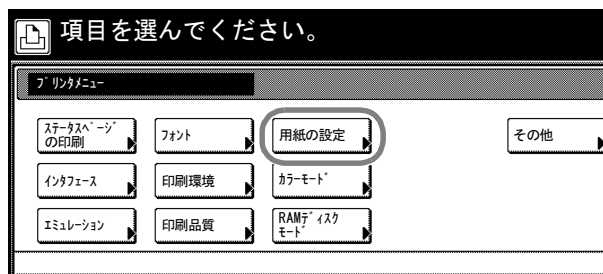 項目を選んでください。
ﾌﾟﾘﾝﾀﾒﾆｭｰ
ｽﾃｰﾀｽﾍﾟｰｼﾞ
の印刷
ﾌｫﾝﾄ
用紙の設定
その他
ｲﾝﾀﾌｪｰｽ
印刷環境
ｶﾗｰﾓｰﾄﾞ
ｴﾐｭﾚｰｼｮﾝ
印刷品質
RAMﾃﾞｨｽｸ
ﾓｰﾄﾞ